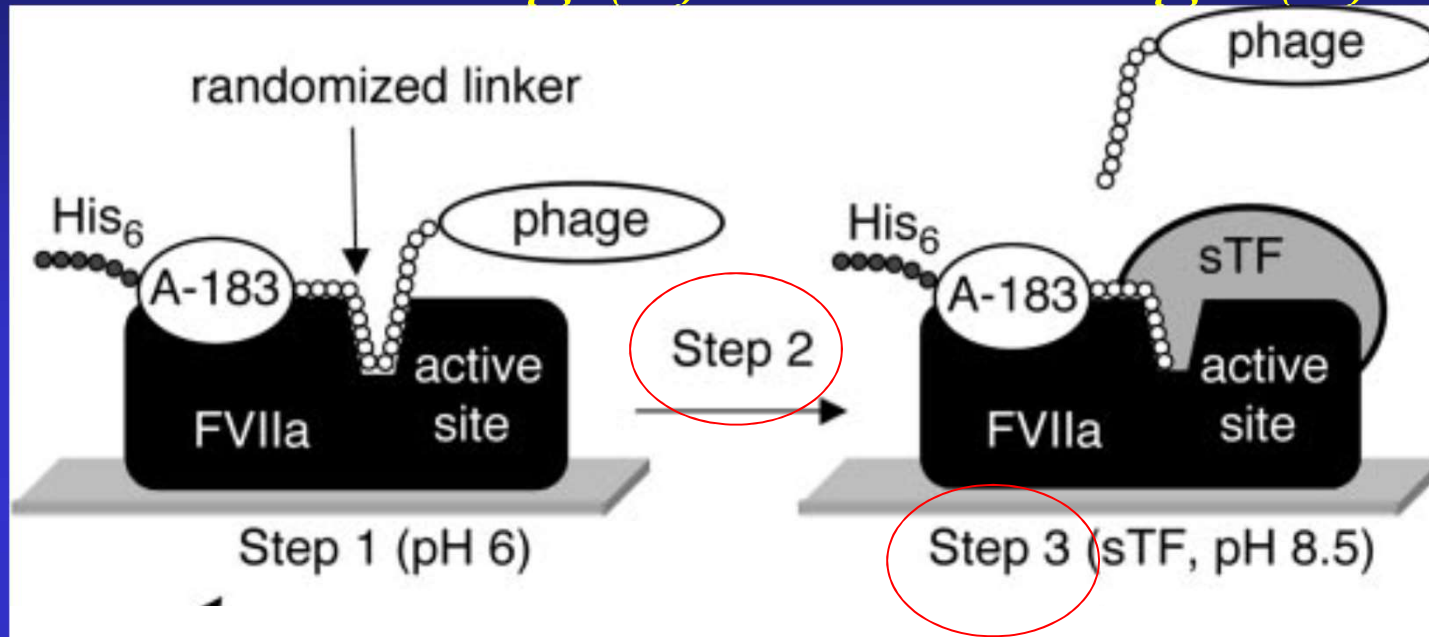 randomized linker
His6
A-183
phage
active
site
FVIIa
Step 1 (pH 6)
Step 2
phage
His6
A-183
sTF
active
site
FVIIa
Step 3 (sTF, pH 8.5)